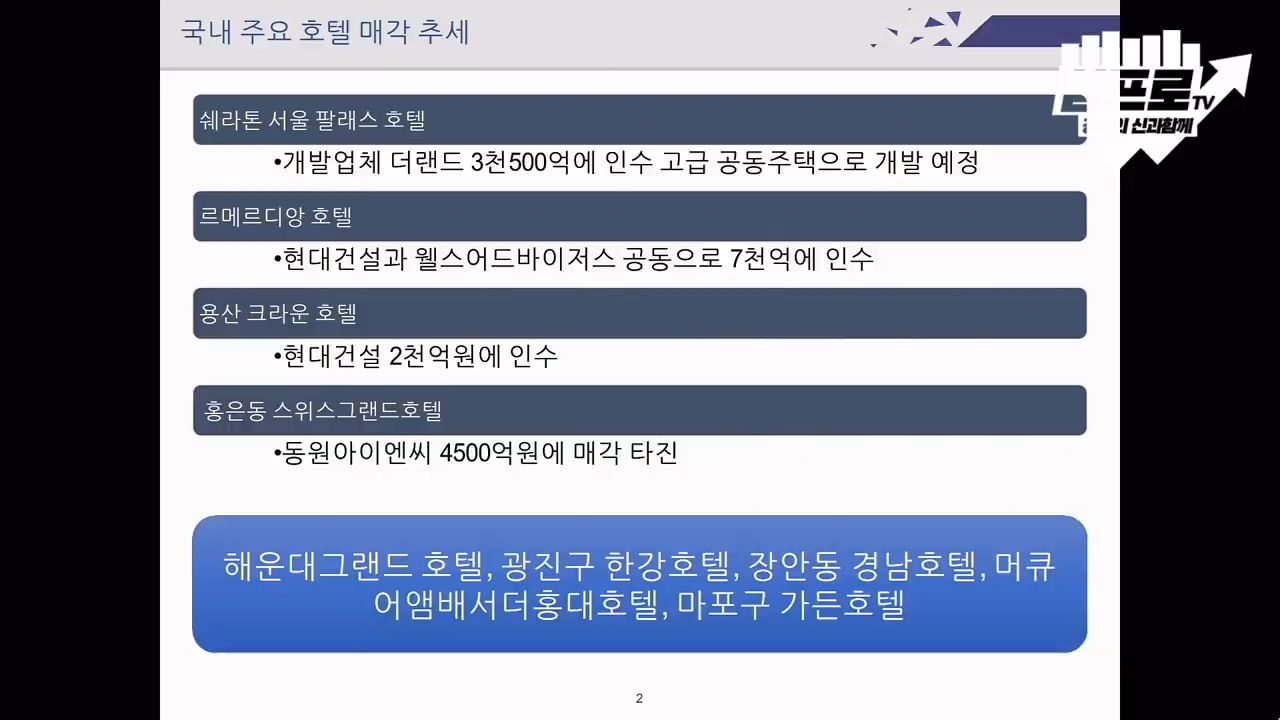 국내 주요 호텔 매각 추세
프로TV
신과함께
쉐라톤 서울 팔래스 호텔
•개발업체 더랜드 3천500억에 인수 고급 공동주택으로 개발 예정
르메르디앙 호텔
•현대건설과 웰스어드바이저스 공동으로 7천억에 인수
용산 크라운 호텔
•현대건설 2천억원에 인수
홍은동 스위스그랜드호텔
•동원아이엔씨 4500억원에 매각 타진
해운대그랜드 호텔, 광진구 한강호텔, 장안동 경남호텔, 머큐
어앰배서더홍대호텔, 마포구 가든호텔
2